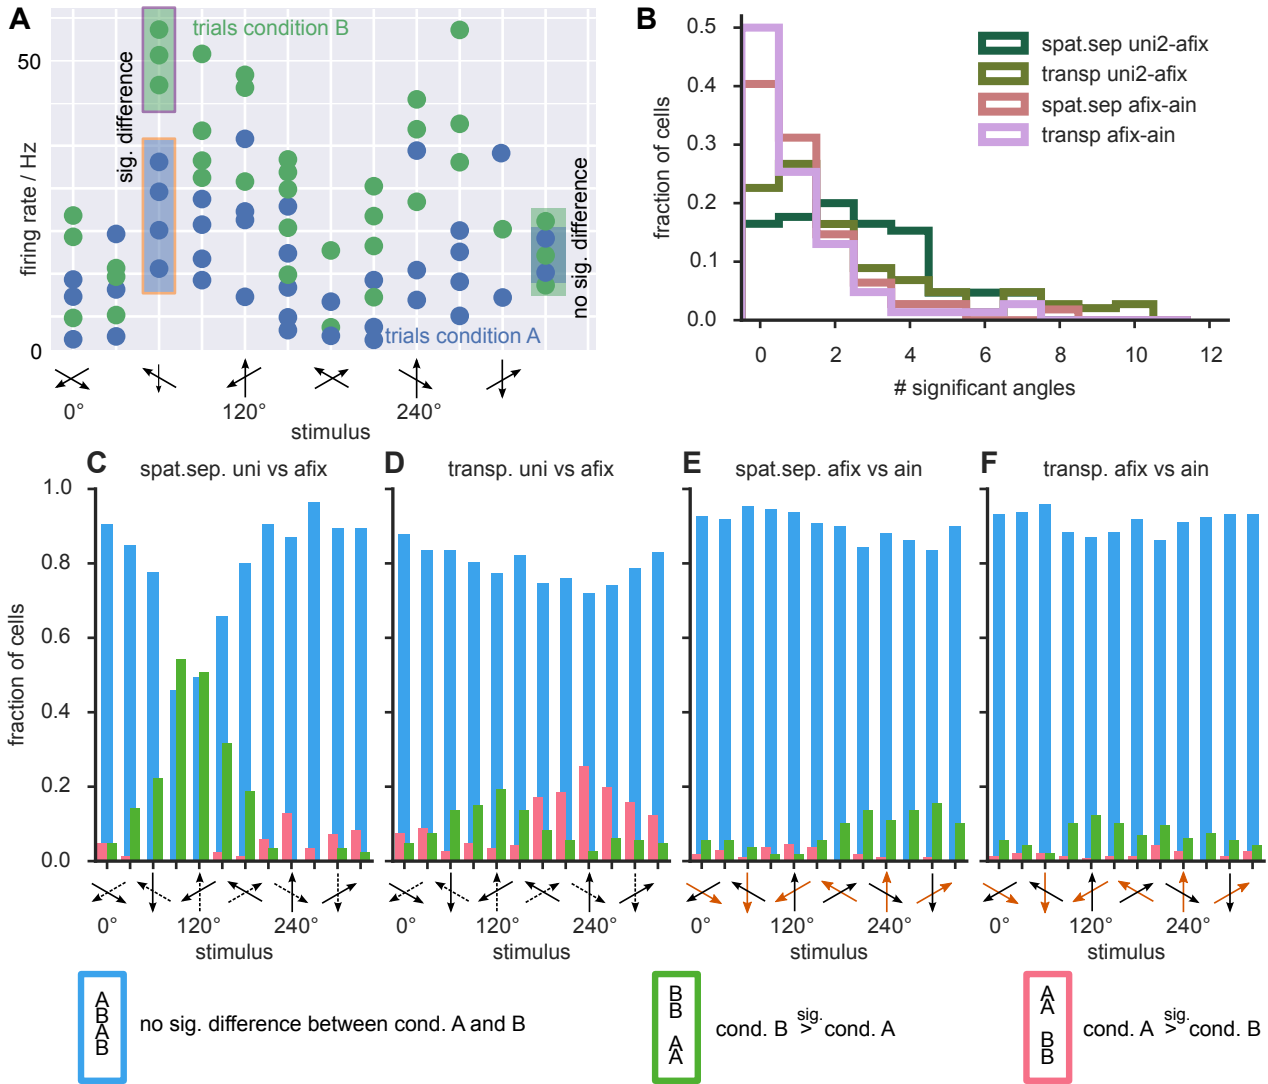 A
trials condition B
50
sig. difference
firing rate / Hz
no sig. difference
trials condition A
0
0°
120°
240°
stimulus
B
0.5
0.4
0.3
0.2
0.1
0.0
fraction of cells
spat.sep uni2-afix
transp uni2-afix
spat.sep afix-ain
transp afix-ain
0
2
4
6
8
10
12
# significant angles
C
spat.sep. uni vs afix
D
transp. uni vs afix
E
spat.sep. afix vs ain
F
transp. afix vs ain
1.0
0.8
0.6
0.4
0.2
0.0
fraction of cells
0°
120°
240°
stimulus
0°
120°
240°
stimulus
0°
120°
240°
stimulus
0°
120°
240°
stimulus
A
B
A
B
no sig. difference between cond. A and B
B
B
A
A
cond. B sig. > cond. A
A
A
B
B
cond. A sig. > cond. B